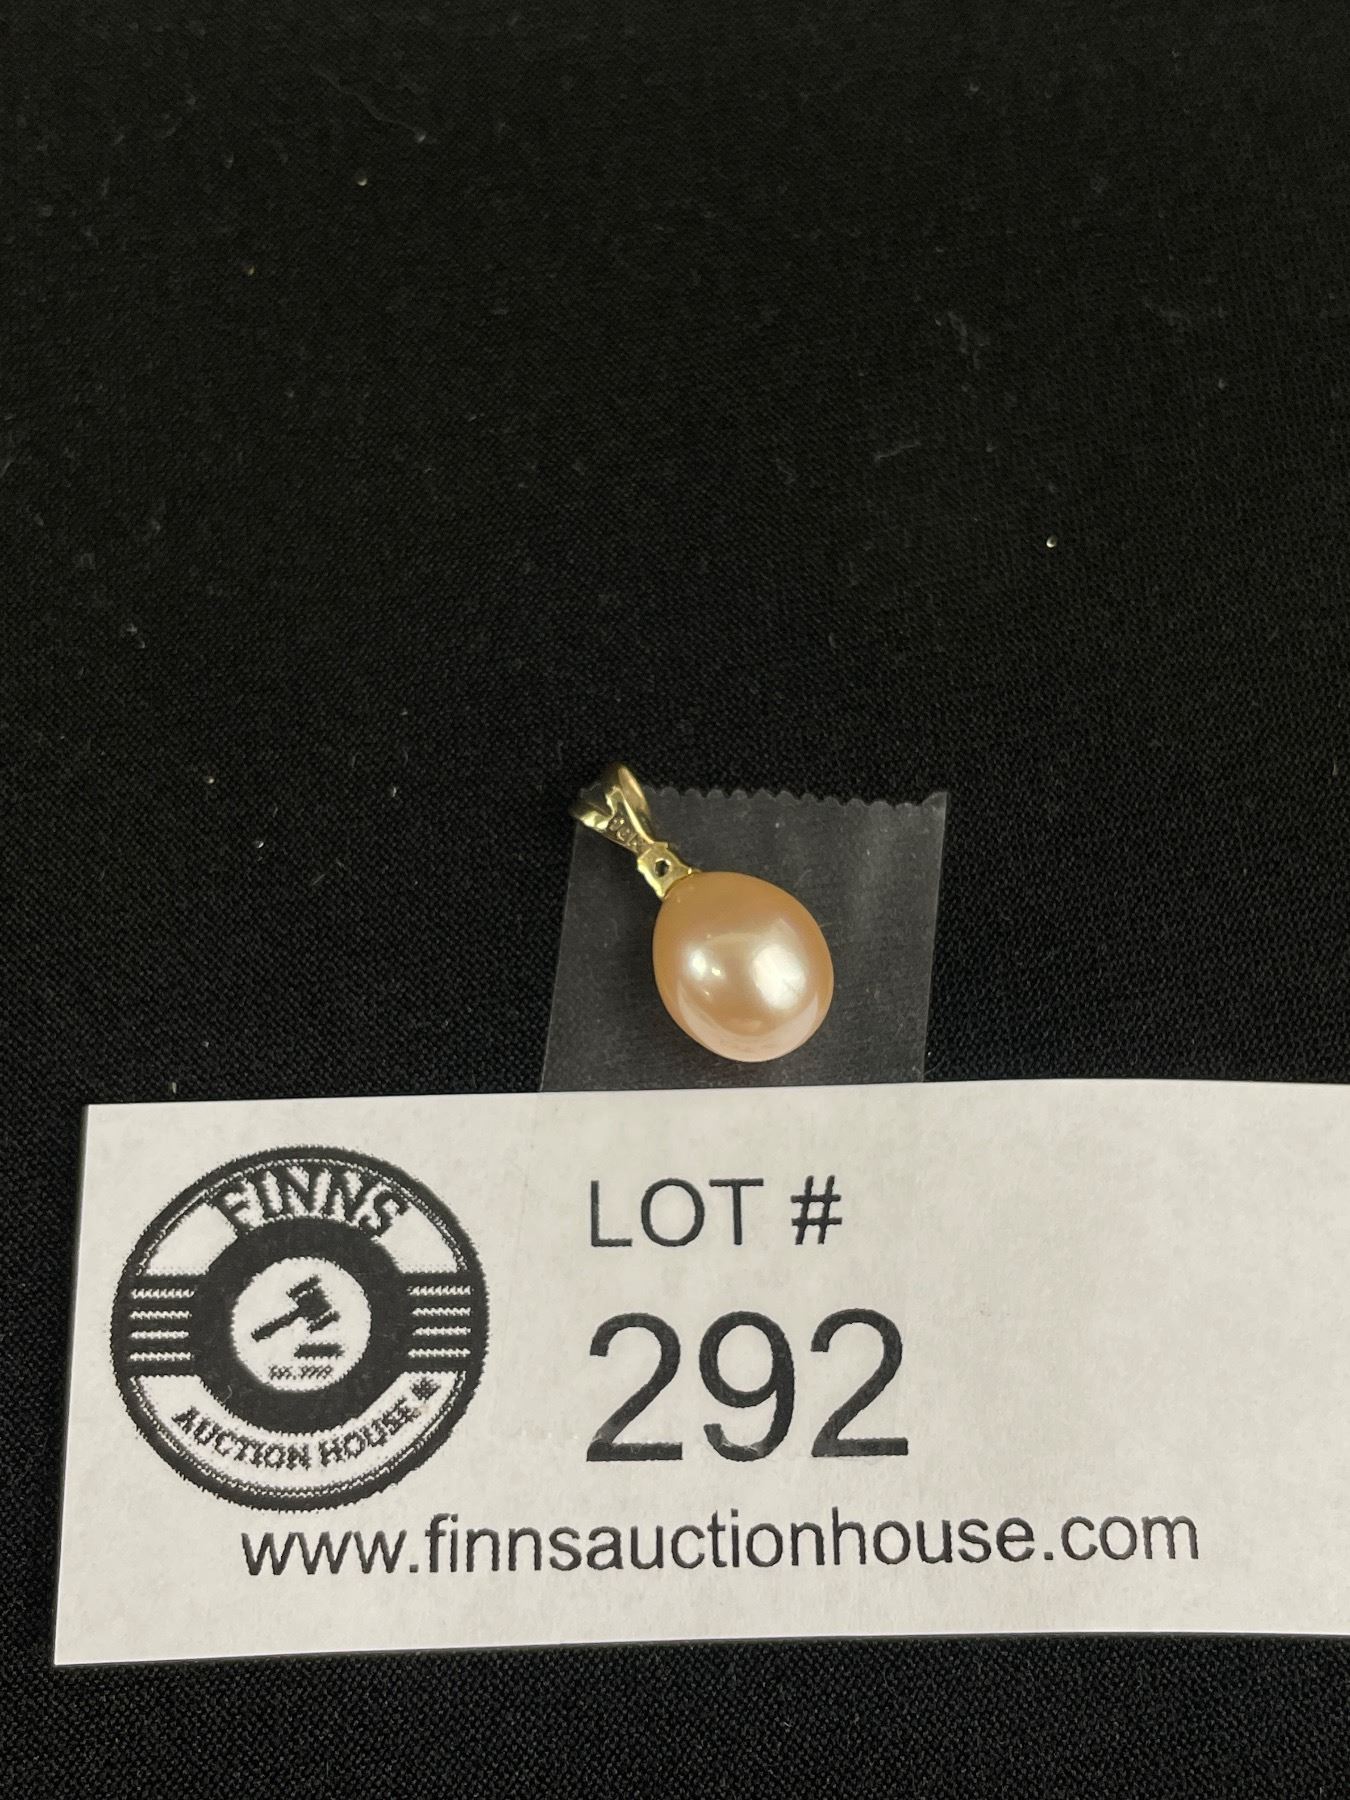 FINNS
AUCTION HOUSE
LOT #
292
www.finnsauctionhouse.com